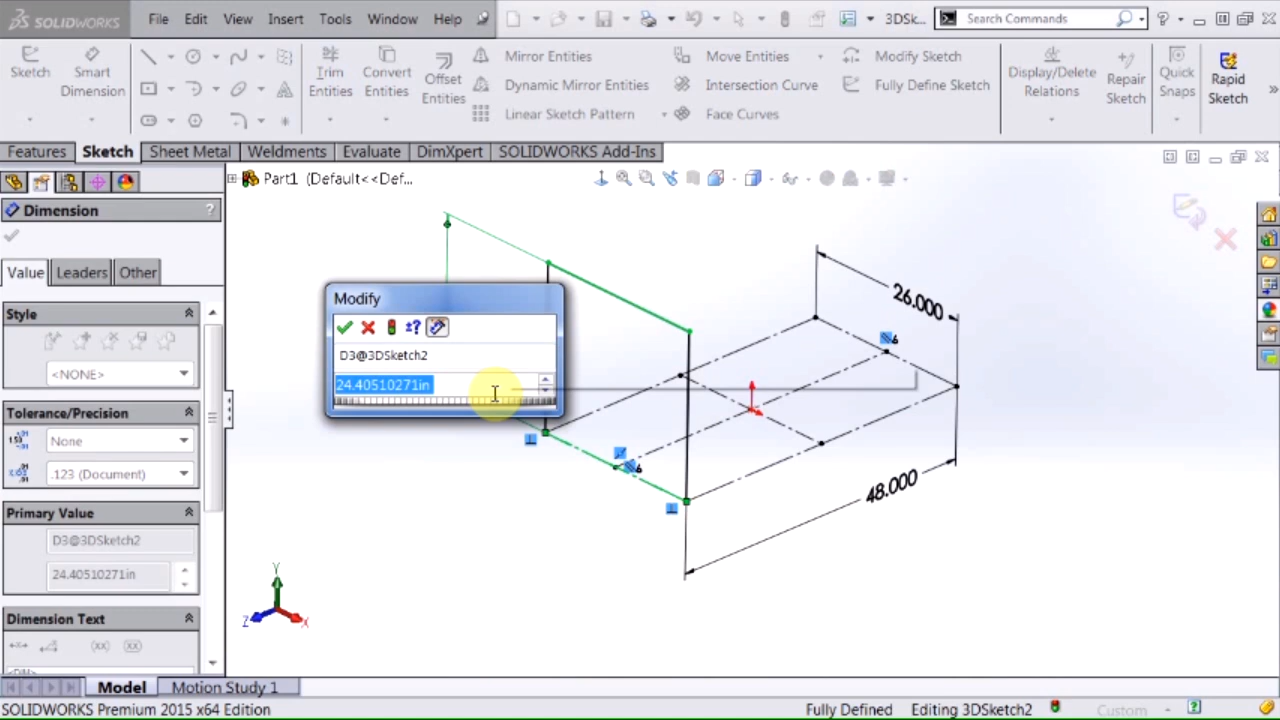 SOLIDWORKS File Edit View Insert Tools Window Help 3DSk... Search Commands
Sketch
Smart Dimension
Trim Entities
Convert Entities
Offset Entities
Mirror Entities
Dynamic Mirror Entities
Linear Sketch Pattern
Move Entities
Intersection Curve
Face Curves
Modify Sketch
Fully Define Sketch
Display/Delete Relations
Repair Sketch
Quick Snaps
Rapid Sketch
Features Sketch Sheet Metal Weldments Evaluate DimXpert SOLIDWORKS Add-Ins
Part1 (Default<<Def...
Dimension ?
Value Leaders Other
Style
<NONE>
Tolerance/Precision
None
.123 (Document)
Primary Value
D3@3DSketch2
24.40510271in
Dimension Text
Modify
D3@3DSketch2
24.40510271in
26.000
48.000
Y
Z
X
Model Motion Study 1
SOLIDWORKS Premium 2015 x64 Edition Fully Defined Editing 3DSketch2 Custom